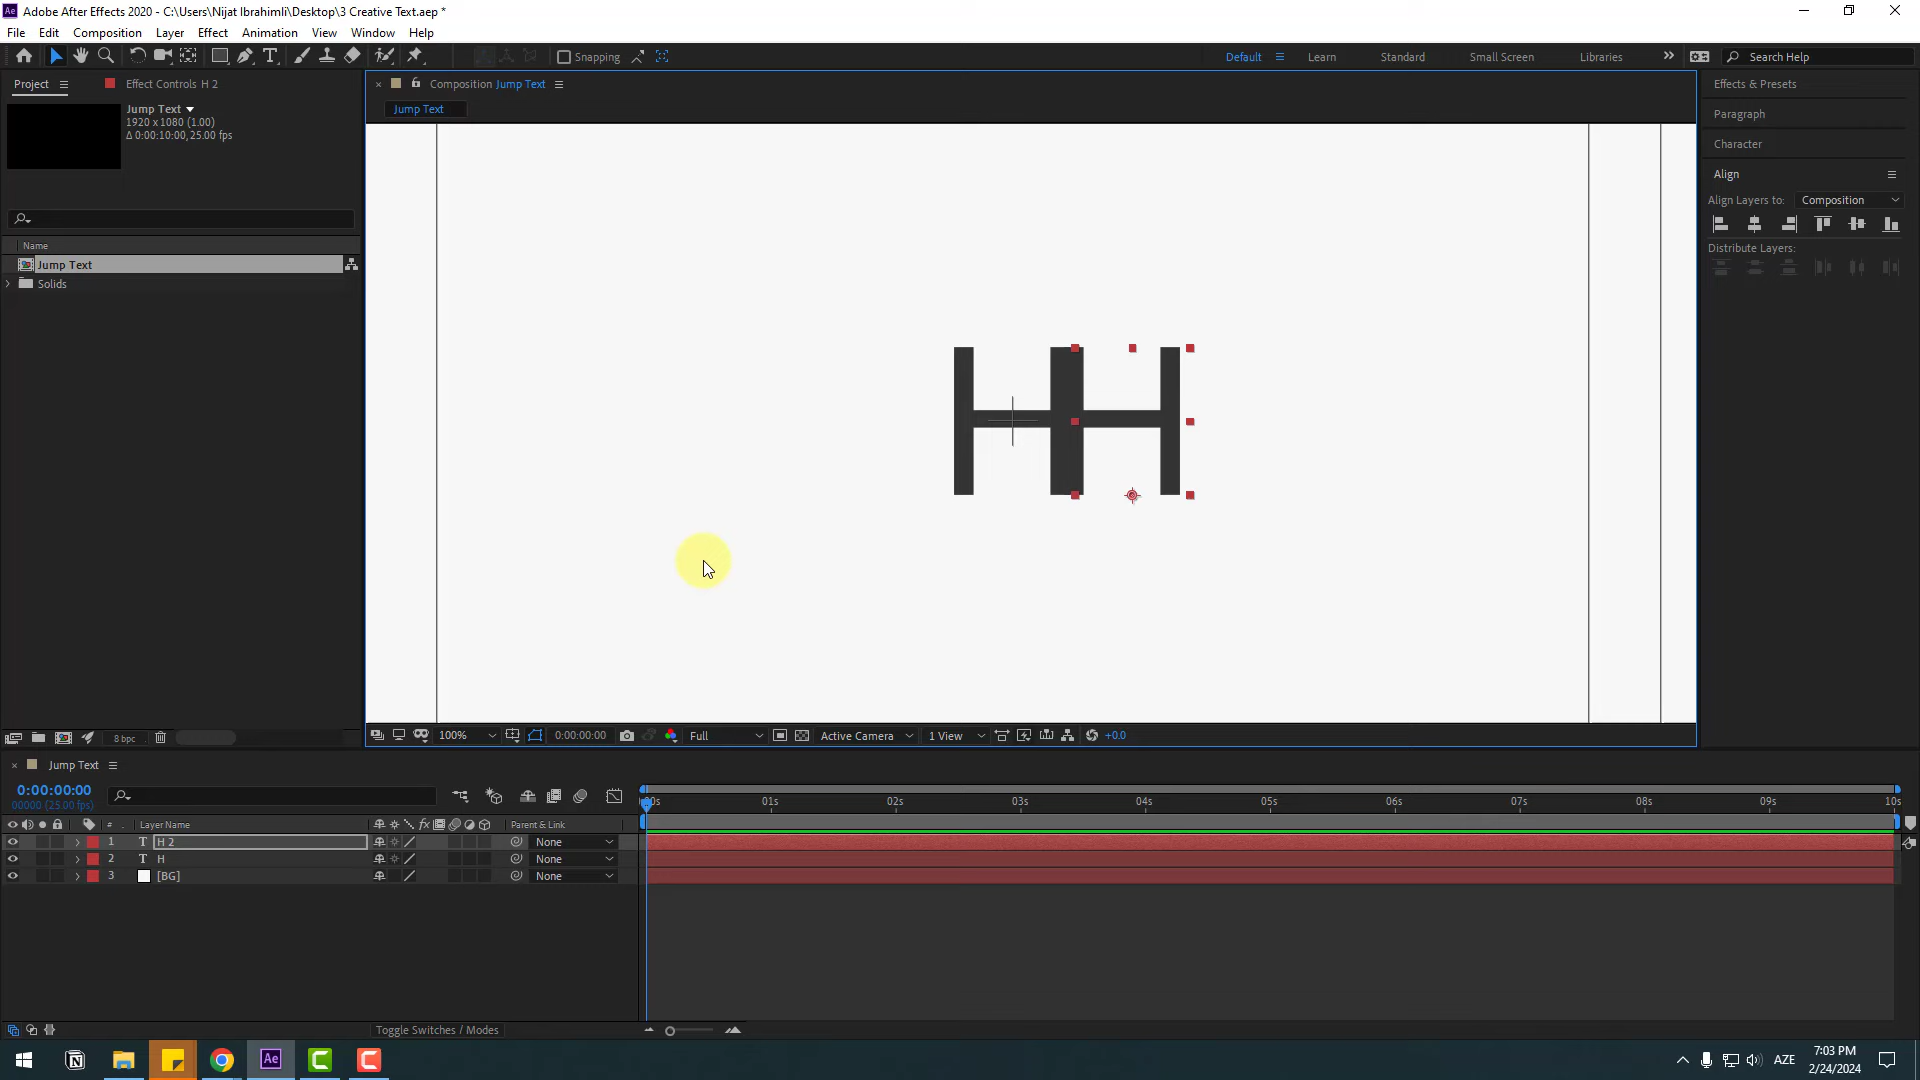 Adobe After Effects 2020 - C:\Users\Nijat Ibrahimli\Desktop\3 Creative Text.aep *
File Edit Composition Layer Effect Animation View Window Help
Snapping Default Learn Standard Small Screen Libraries Search Help
Project Effect Controls H 2
Composition Jump Text
Effects & Presets
Jump Text
1920 x 1080 (1.00)
Δ 0:00:10:00, 25.00 fps
Jump Text
Paragraph
Character
Align
Align Layers to: Composition
Distribute Layers:
Name
Jump Text
Solids
HH
8 bpc
100% 0:00:00:00 Full Active Camera 1 View +0.0
Jump Text
0:00:00:00
00000 (25.00 fps)
:00s 01s 02s 03s 04s 05s 06s 07s 08s 09s 10s
# Layer Name fx Parent & Link
1 T H 2 None
2 T H None
3 [BG] None
Toggle Switches / Modes
AZE
7:03 PM
2/24/2024